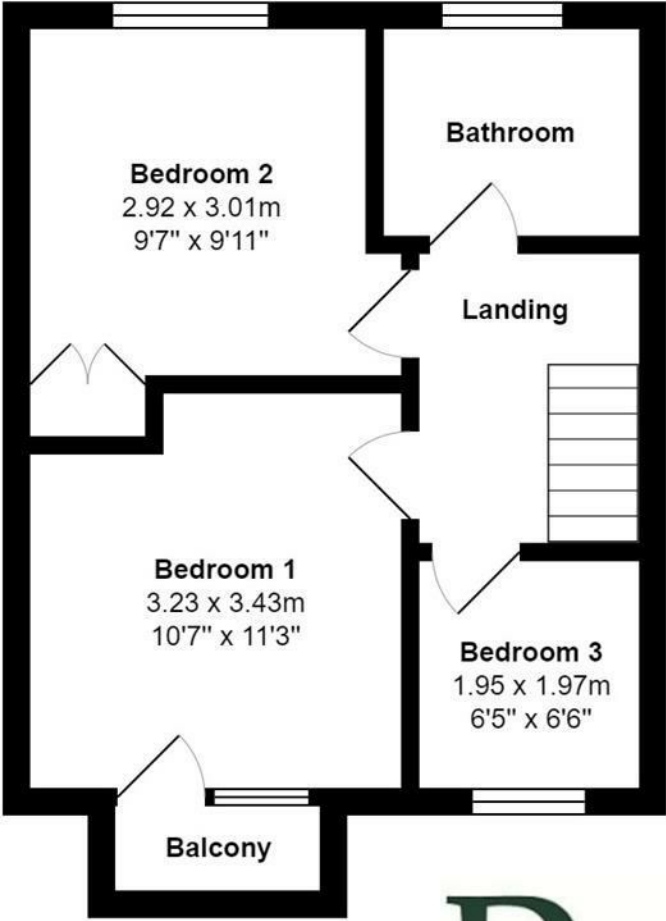 Bathroom
Bedroom 2
2.92 x 3.01m
9'7" x 9'11"
Landing
Bedroom 1
3.23 x 3.43m
10'7" x 11'3"
Bedroom 3
1.95 x 1.97m
6'5" x 6'6"
Balcony